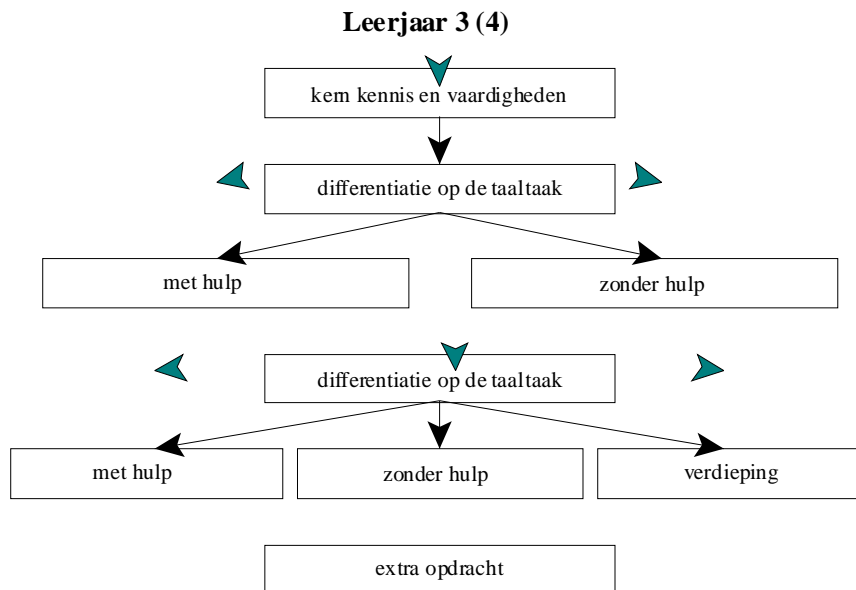 Leerjaar 3 (4)
kern kennis en vaardigheden
differentiatie op de taaltaak
met hulp
zonder hulp
differentiatie op de taaltaak
met hulp
zonder hulp
verdieping
extra opdracht